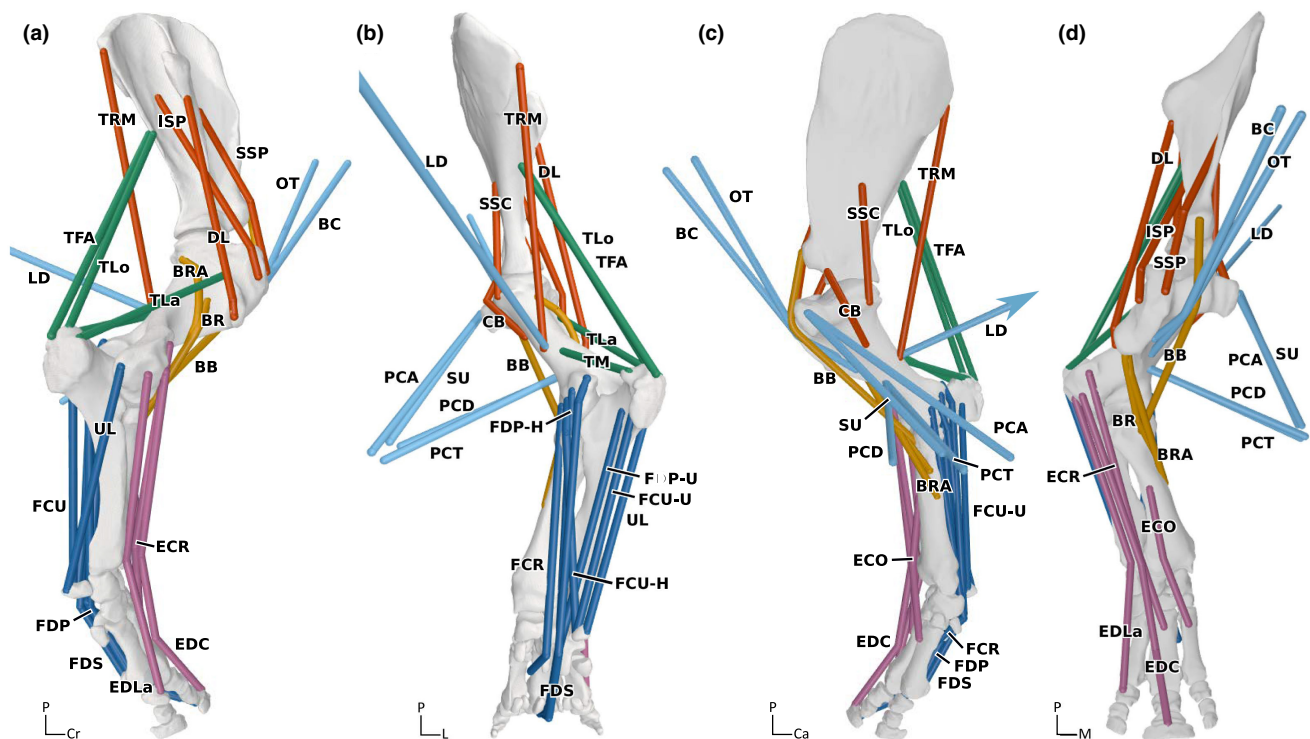 (a)
TRM
ISP
SSP
OT
BC
TFA
TLo
DL
LD
BRA
TLa
BR
BB
UL
FCU
ECR
FDP
FDS
EDC
EDLa
P
Cr
(b)
TRM
LD
DL
SSC
TLo
TFA
CB
TLa
TM
BB
PCA
SU
PCD
PCT
FDP-H
FDP-U
FCU-U
UL
FCR
FCU-H
FDS
P
L
(c)
OT
BC
TRM
SSC
TLo
TFA
CB
LD
BB
SU
PCA
PCD
PCT
BRA
FCU-U
ECO
EDC
FCR
FDP
FDS
P
Ca
(d)
BC
DL
OT
ISP
LD
SSP
BB
PCA
SU
PCD
BR
PCT
BRA
ECR
ECO
EDLa
EDC
P
M